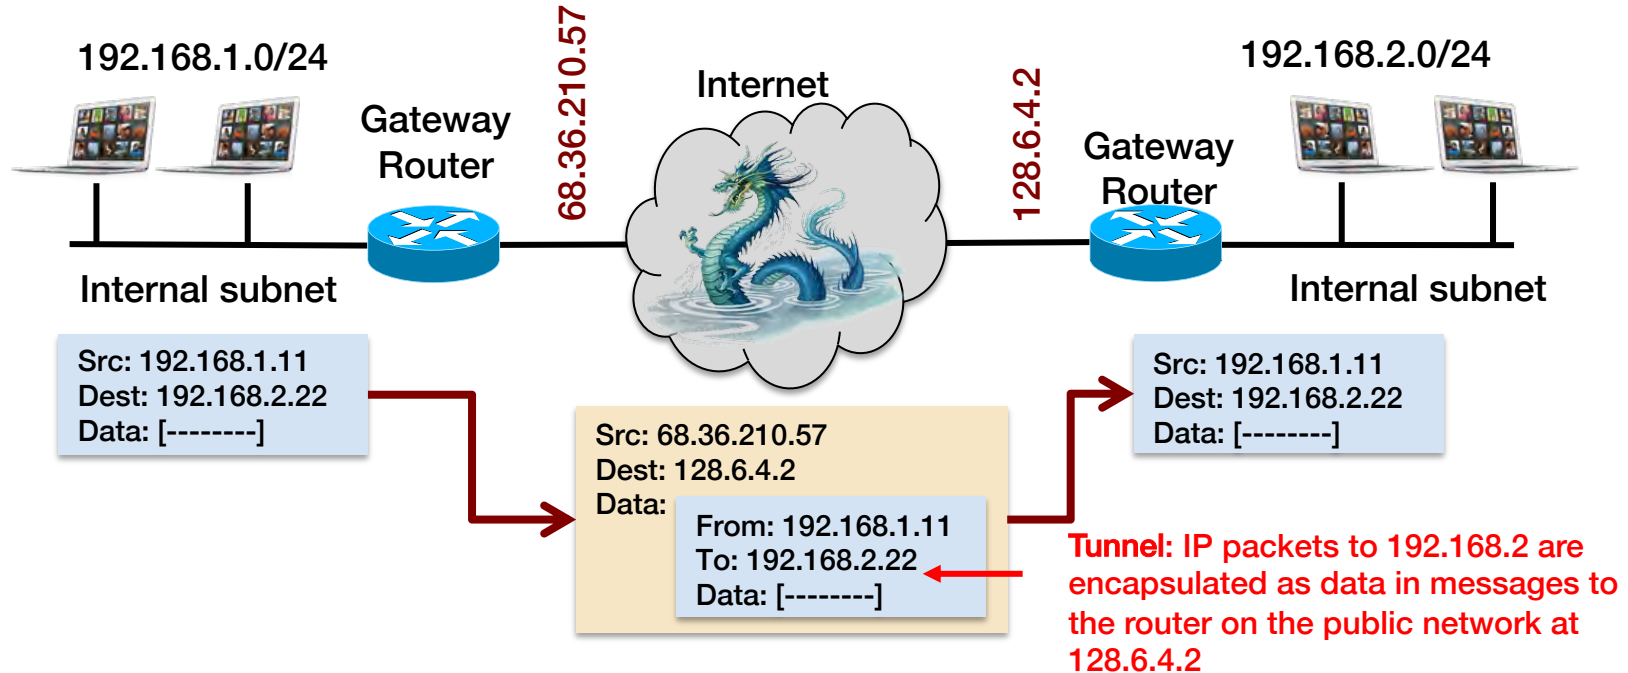 192.168.1.0/24
68.36.210.57
Internet
128.6.4.2
192.168.2.0/24
Gateway
Router
Gateway
Router
Internal subnet
Internal subnet
Src: 192.168.1.11
Dest: 192.168.2.22
Data: [--------]
Src: 68.36.210.57
Dest: 128.6.4.2
Data:
From: 192.168.1.11
To: 192.168.2.22
Data: [--------]
Src: 192.168.1.11
Dest: 192.168.2.22
Data: [--------]
Tunnel: IP packets to 192.168.2 are
encapsulated as data in messages to
the router on the public network at
128.6.4.2